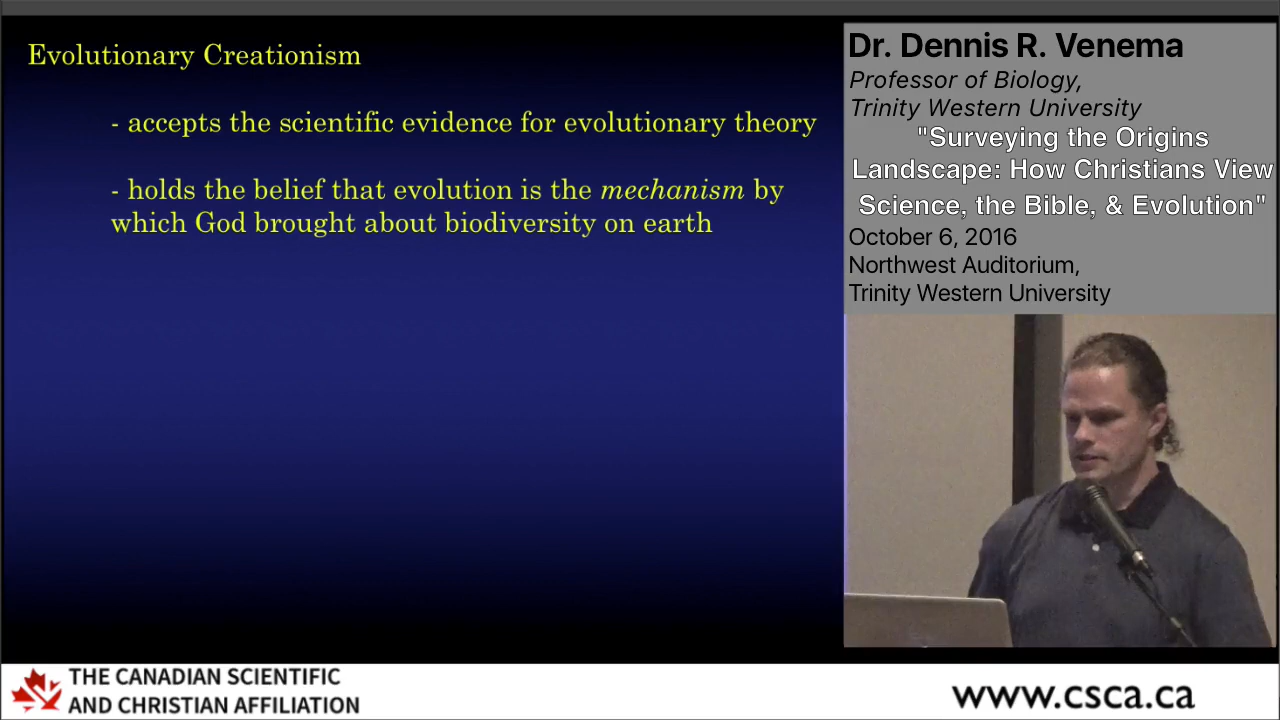 Evolutionary Creationism
- accepts the scientific evidence for evolutionary theory
- holds the belief that evolution is the mechanism by
which God brought about biodiversity on earth
Dr. Dennis R. Venema
Professor of Biology,
Trinity Western University
"Surveying the Origins
Landscape: How Christians View
Science, the Bible, & Evolution"
October 6, 2016
Northwest Auditorium,
Trinity Western University
THE CANADIAN SCIENTIFIC
AND CHRISTIAN AFFILIATION
www.csca.ca